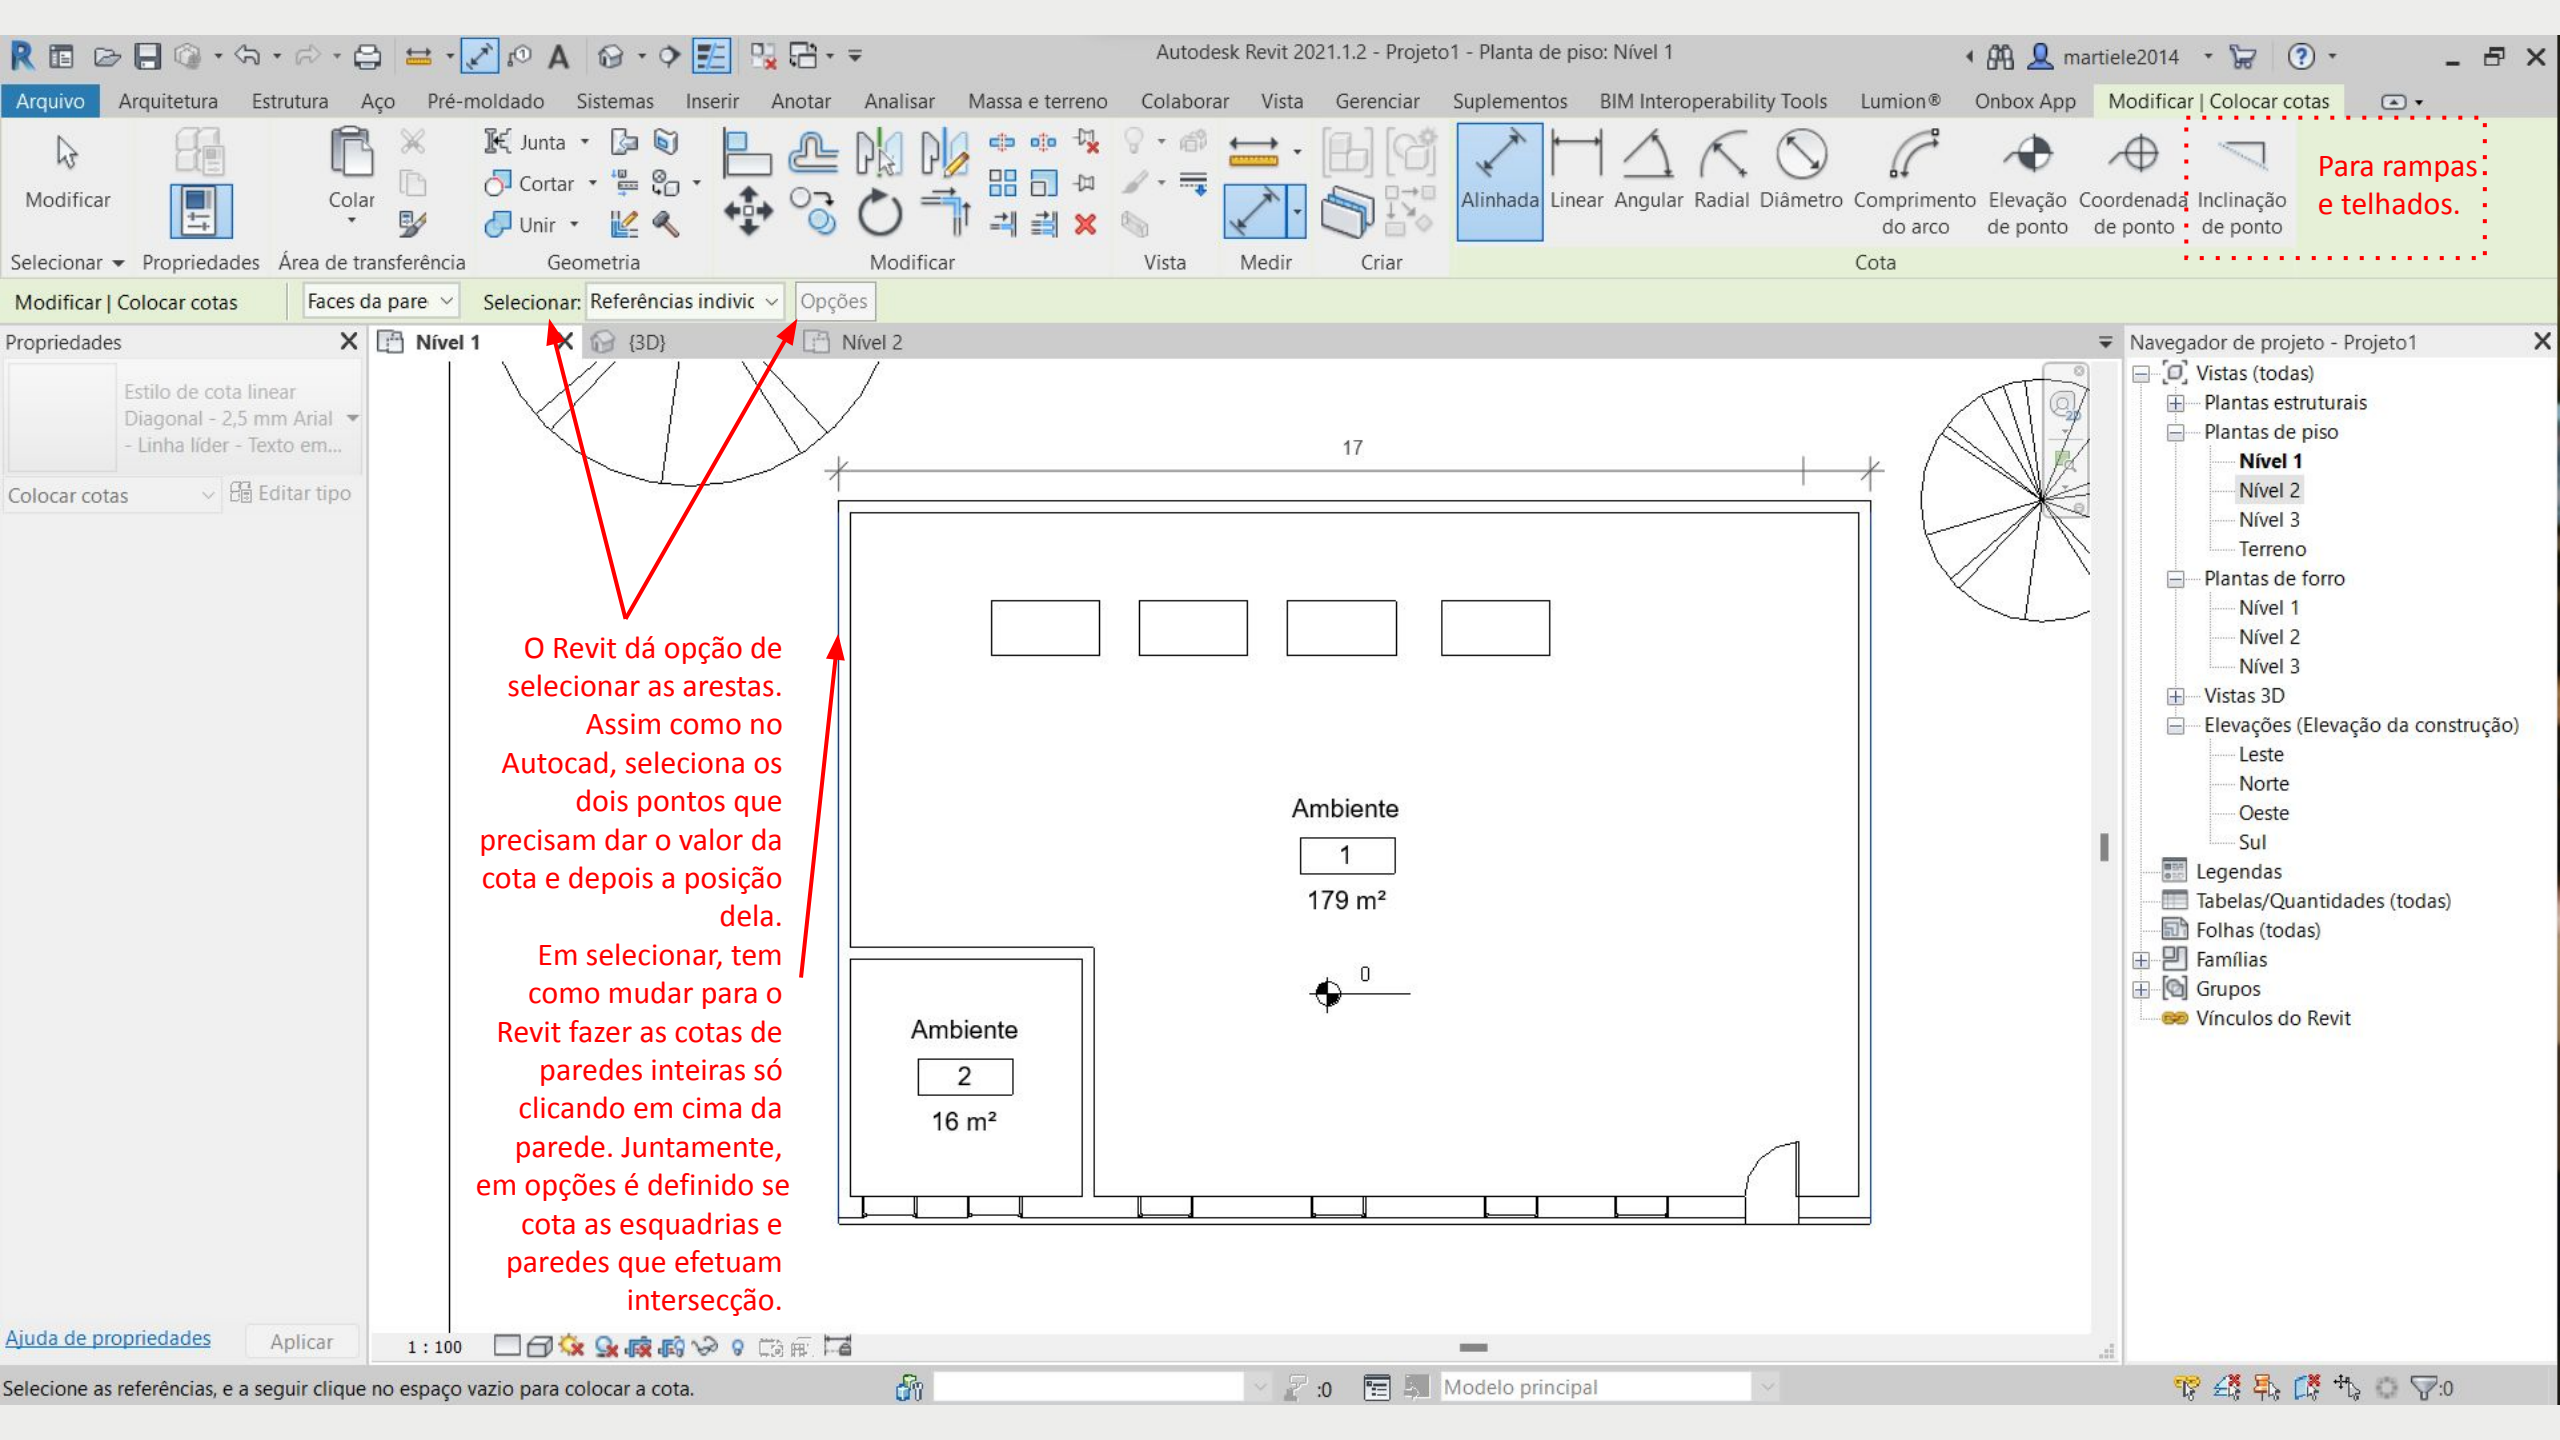 Autodesk Revit 2021.1.2 - Projeto1 - Planta de piso: Nível 1
martiele2014
Arquivo Arquitetura Estrutura Aço Pré-moldado Sistemas Inserir Anotar Analisar Massa e terreno Colaborar Vista Gerenciar Suplementos BIM Interoperability Tools Lumion® Onbox App Modificar | Colocar cotas
Modificar
Colar
Junta
Cortar
Unir
Alinhada Linear Angular Radial Diâmetro Comprimento Elevação Coordenada Inclinação
do arco de ponto de ponto de ponto
Para rampas
e telhados.
Selecionar Propriedades Área de transferência Geometria Modificar Vista Medir Criar Cota
Modificar | Colocar cotas Faces da pare Selecionar: Referências indivic Opções
Propriedades
Nível 1 {3D} Nível 2
Navegador de projeto - Projeto1
Estilo de cota linear
Diagonal - 2,5 mm Arial
- Linha líder - Texto em...
Colocar cotas Editar tipo
17
O Revit dá opção de
selecionar as arestas.
Assim como no
Autocad, seleciona os
dois pontos que
precisam dar o valor da
cota e depois a posição
dela.
Em selecionar, tem
como mudar para o
Revit fazer as cotas de
paredes inteiras só
clicando em cima da
parede. Juntamente,
em opções é definido se
cota as esquadrias e
paredes que efetuam
intersecção.
Ambiente
1
179 m²
0
Ambiente
2
16 m²
2D
Vistas (todas)
Plantas estruturais
Plantas de piso
Nível 1
Nível 2
Nível 3
Terreno
Plantas de forro
Nível 1
Nível 2
Nível 3
Vistas 3D
Elevações (Elevação da construção)
Leste
Norte
Oeste
Sul
Legendas
Tabelas/Quantidades (todas)
Folhas (todas)
Famílias
Grupos
Vínculos do Revit
Ajuda de propriedades Aplicar
1 : 100
Selecione as referências, e a seguir clique no espaço vazio para colocar a cota.
:0 Modelo principal :0